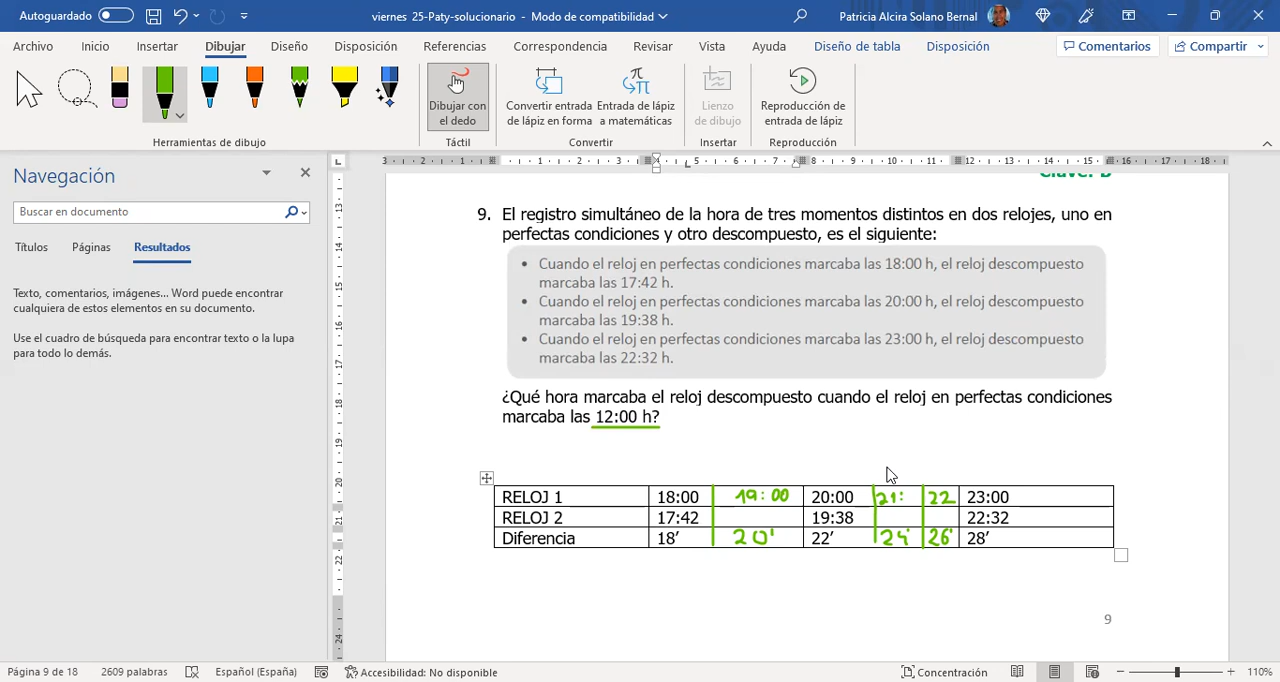 Autoguardado
viernes 25-Paty-solucionario - Modo de compatibilidad
Patricia Alcira Solano Bernal
Archivo Inicio Insertar Dibujar Diseño Disposición Referencias Correspondencia Revisar Vista Ayuda Diseño de tabla Disposición
Comentarios Compartir
Dibujar con el dedo
Convertir entrada de lápiz en forma
Entrada de lápiz a matemáticas
Lienzo de dibujo
Reproducción de entrada de lápiz
Herramientas de dibujo Táctil Convertir Insertar Reproducción
Navegación
Buscar en documento
Títulos Páginas Resultados
Texto, comentarios, imágenes... Word puede encontrar
cualquiera de estos elementos en su documento.
Use el cuadro de búsqueda para encontrar texto o la lupa
para todo lo demás.
9. El registro simultáneo de la hora de tres momentos distintos en dos relojes, uno en
perfectas condiciones y otro descompuesto, es el siguiente:
• Cuando el reloj en perfectas condiciones marcaba las 18:00 h, el reloj descompuesto
marcaba las 17:42 h.
• Cuando el reloj en perfectas condiciones marcaba las 20:00 h, el reloj descompuesto
marcaba las 19:38 h.
• Cuando el reloj en perfectas condiciones marcaba las 23:00 h, el reloj descompuesto
marcaba las 22:32 h.
¿Qué hora marcaba el reloj descompuesto cuando el reloj en perfectas condiciones
marcaba las 12:00 h?
RELOJ 1 18:00 19:00 20:00 21: 22 23:00
RELOJ 2 17:42 19:38 22:32
Diferencia 18’ 20' 22’ 24' 26' 28’
9
Página 9 de 18 2609 palabras Español (España) Accesibilidad: No disponible Concentración 110%